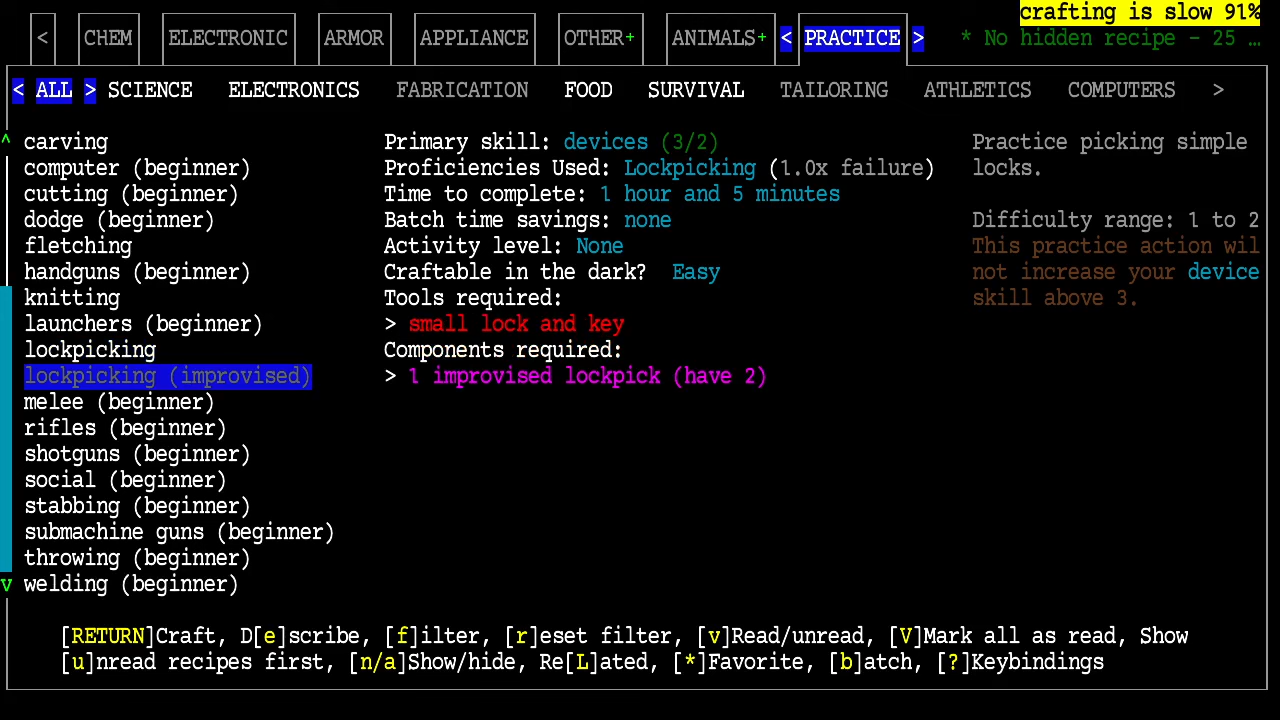 crafting is slow 91%
< CHEM ELECTRONIC ARMOR APPLIANCE OTHER+ ANIMALS+ < PRACTICE > * No hidden recipe - 25 …
< ALL > SCIENCE ELECTRONICS FABRICATION FOOD SURVIVAL TAILORING ATHLETICS COMPUTERS >
^ carving
computer (beginner)
cutting (beginner)
dodge (beginner)
fletching
handguns (beginner)
knitting
launchers (beginner)
lockpicking
lockpicking (improvised)
melee (beginner)
rifles (beginner)
shotguns (beginner)
social (beginner)
stabbing (beginner)
submachine guns (beginner)
throwing (beginner)
v welding (beginner)
Primary skill: devices (3/2)
Proficiencies Used: Lockpicking (1.0x failure)
Time to complete: 1 hour and 5 minutes
Batch time savings: none
Activity level: None
Craftable in the dark? Easy
Tools required:
> small lock and key
Components required:
> 1 improvised lockpick (have 2)
Practice picking simple
locks.
Difficulty range: 1 to 2
This practice action wil
not increase your device
skill above 3.
[RETURN]Craft, D[e]scribe, [f]ilter, [r]eset filter, [v]Read/unread, [V]Mark all as read, Show
[u]nread recipes first, [n/a]Show/hide, Re[L]ated, [*]Favorite, [b]atch, [?]Keybindings